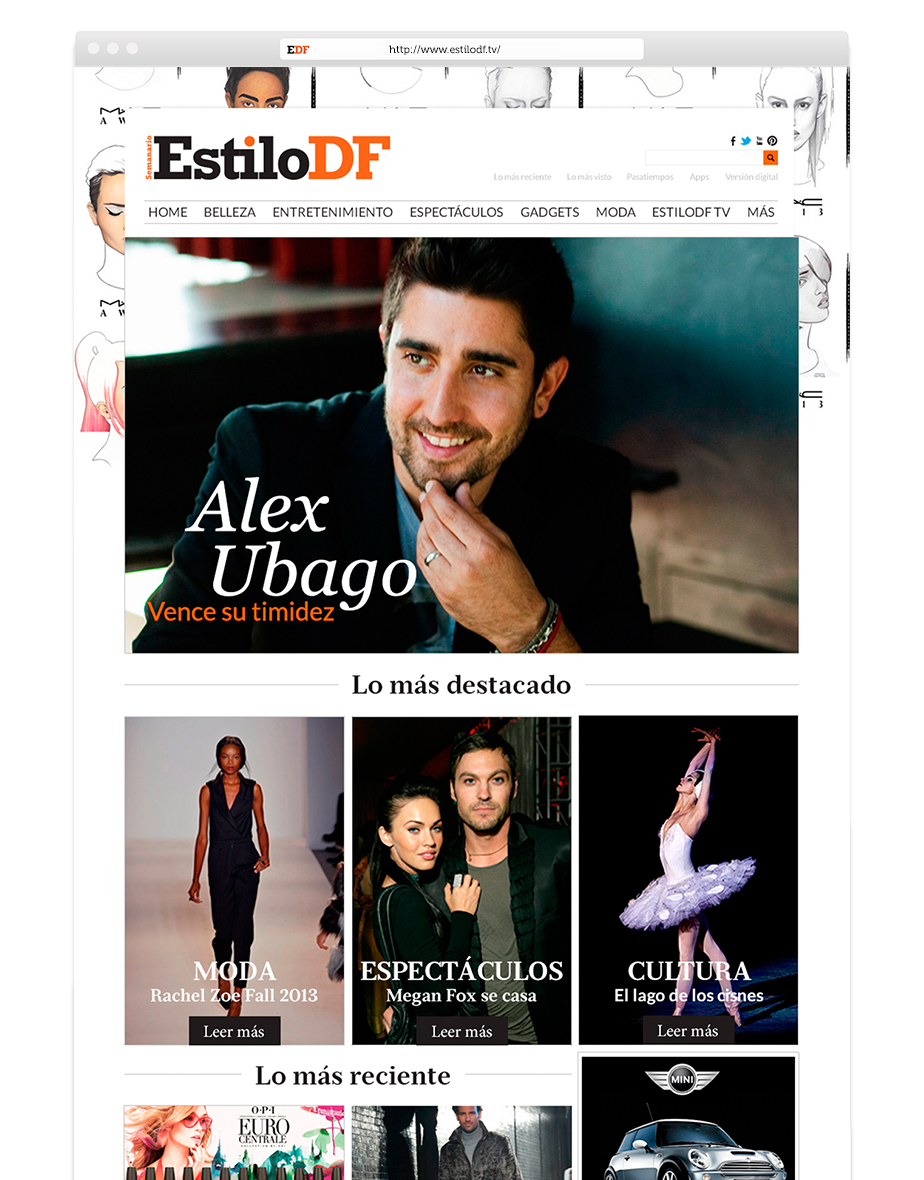 EDF
http://www.estilodf.tv/
Semanario
EstiloDF
Lo más reciente Lo más visto Pasatiempos Apps Versión digital
HOME BELLEZA ENTRETENIMIENTO ESPECTÁCULOS GADGETS MODA ESTILODF TV MÁS
Alex
Ubago
Vence su timidez
Lo más destacado
MODA
Rachel Zoe Fall 2013
Leer más
ESPECTÁCULOS
Megan Fox se casa
Leer más
CULTURA
El lago de los cisnes
Leer más
Lo más reciente
O·P·I
EURO
CENTRALE
MINI